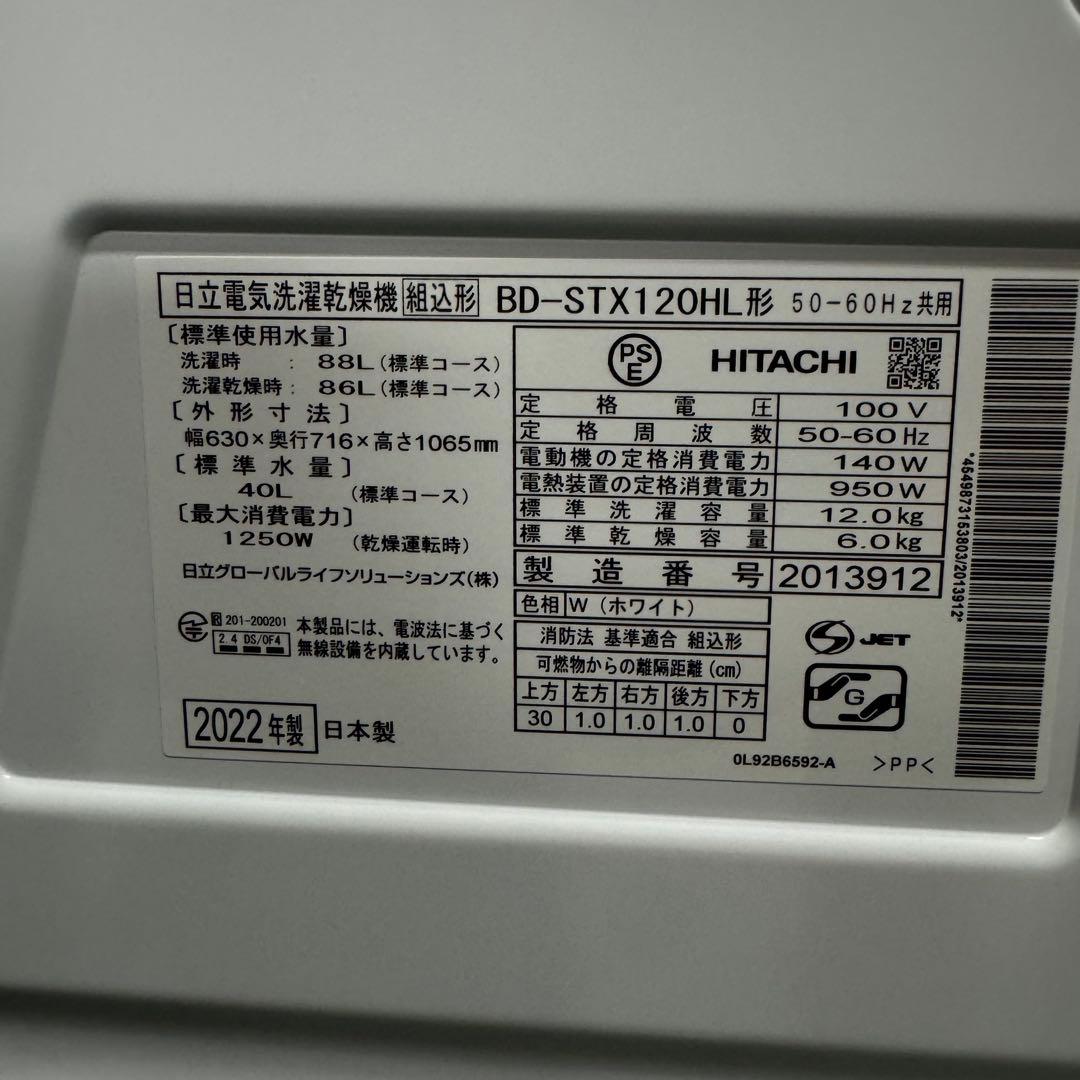 日立電気洗濯乾燥機 組込形 BD-STX120HL形 50-60Hz共用
〔標準使用水量〕
洗濯時 : 88L(標準コース)
洗濯乾燥時: 86L(標準コース)
〔外形寸法〕
幅630×奥行716×高さ1065mm
〔標準水量〕
40L (標準コース)
〔最大消費電力〕
1250W (乾燥運転時)
日立グローバルライフソリューションズ(株)
R 201-200201
2.4 DS/OF4
本製品には、電波法に基づく
無線設備を内蔵しています。
2022年製 日本製
PSE HITACHI
定格電圧 100V
定格周波数 50-60Hz
電動機の定格消費電力 140W
電熱装置の定格消費電力 950W
標準洗濯容量 12.0kg
標準乾燥容量 6.0kg
製造番号 2013912
色相 W(ホワイト)
消防法 基準適合 組込形
可燃物からの離隔距離(cm)
上方 左方 右方 後方 下方
30 1.0 1.0 1.0 0
S JET
G
0L92B6592-A >PP<
*4549873153803/2013912*